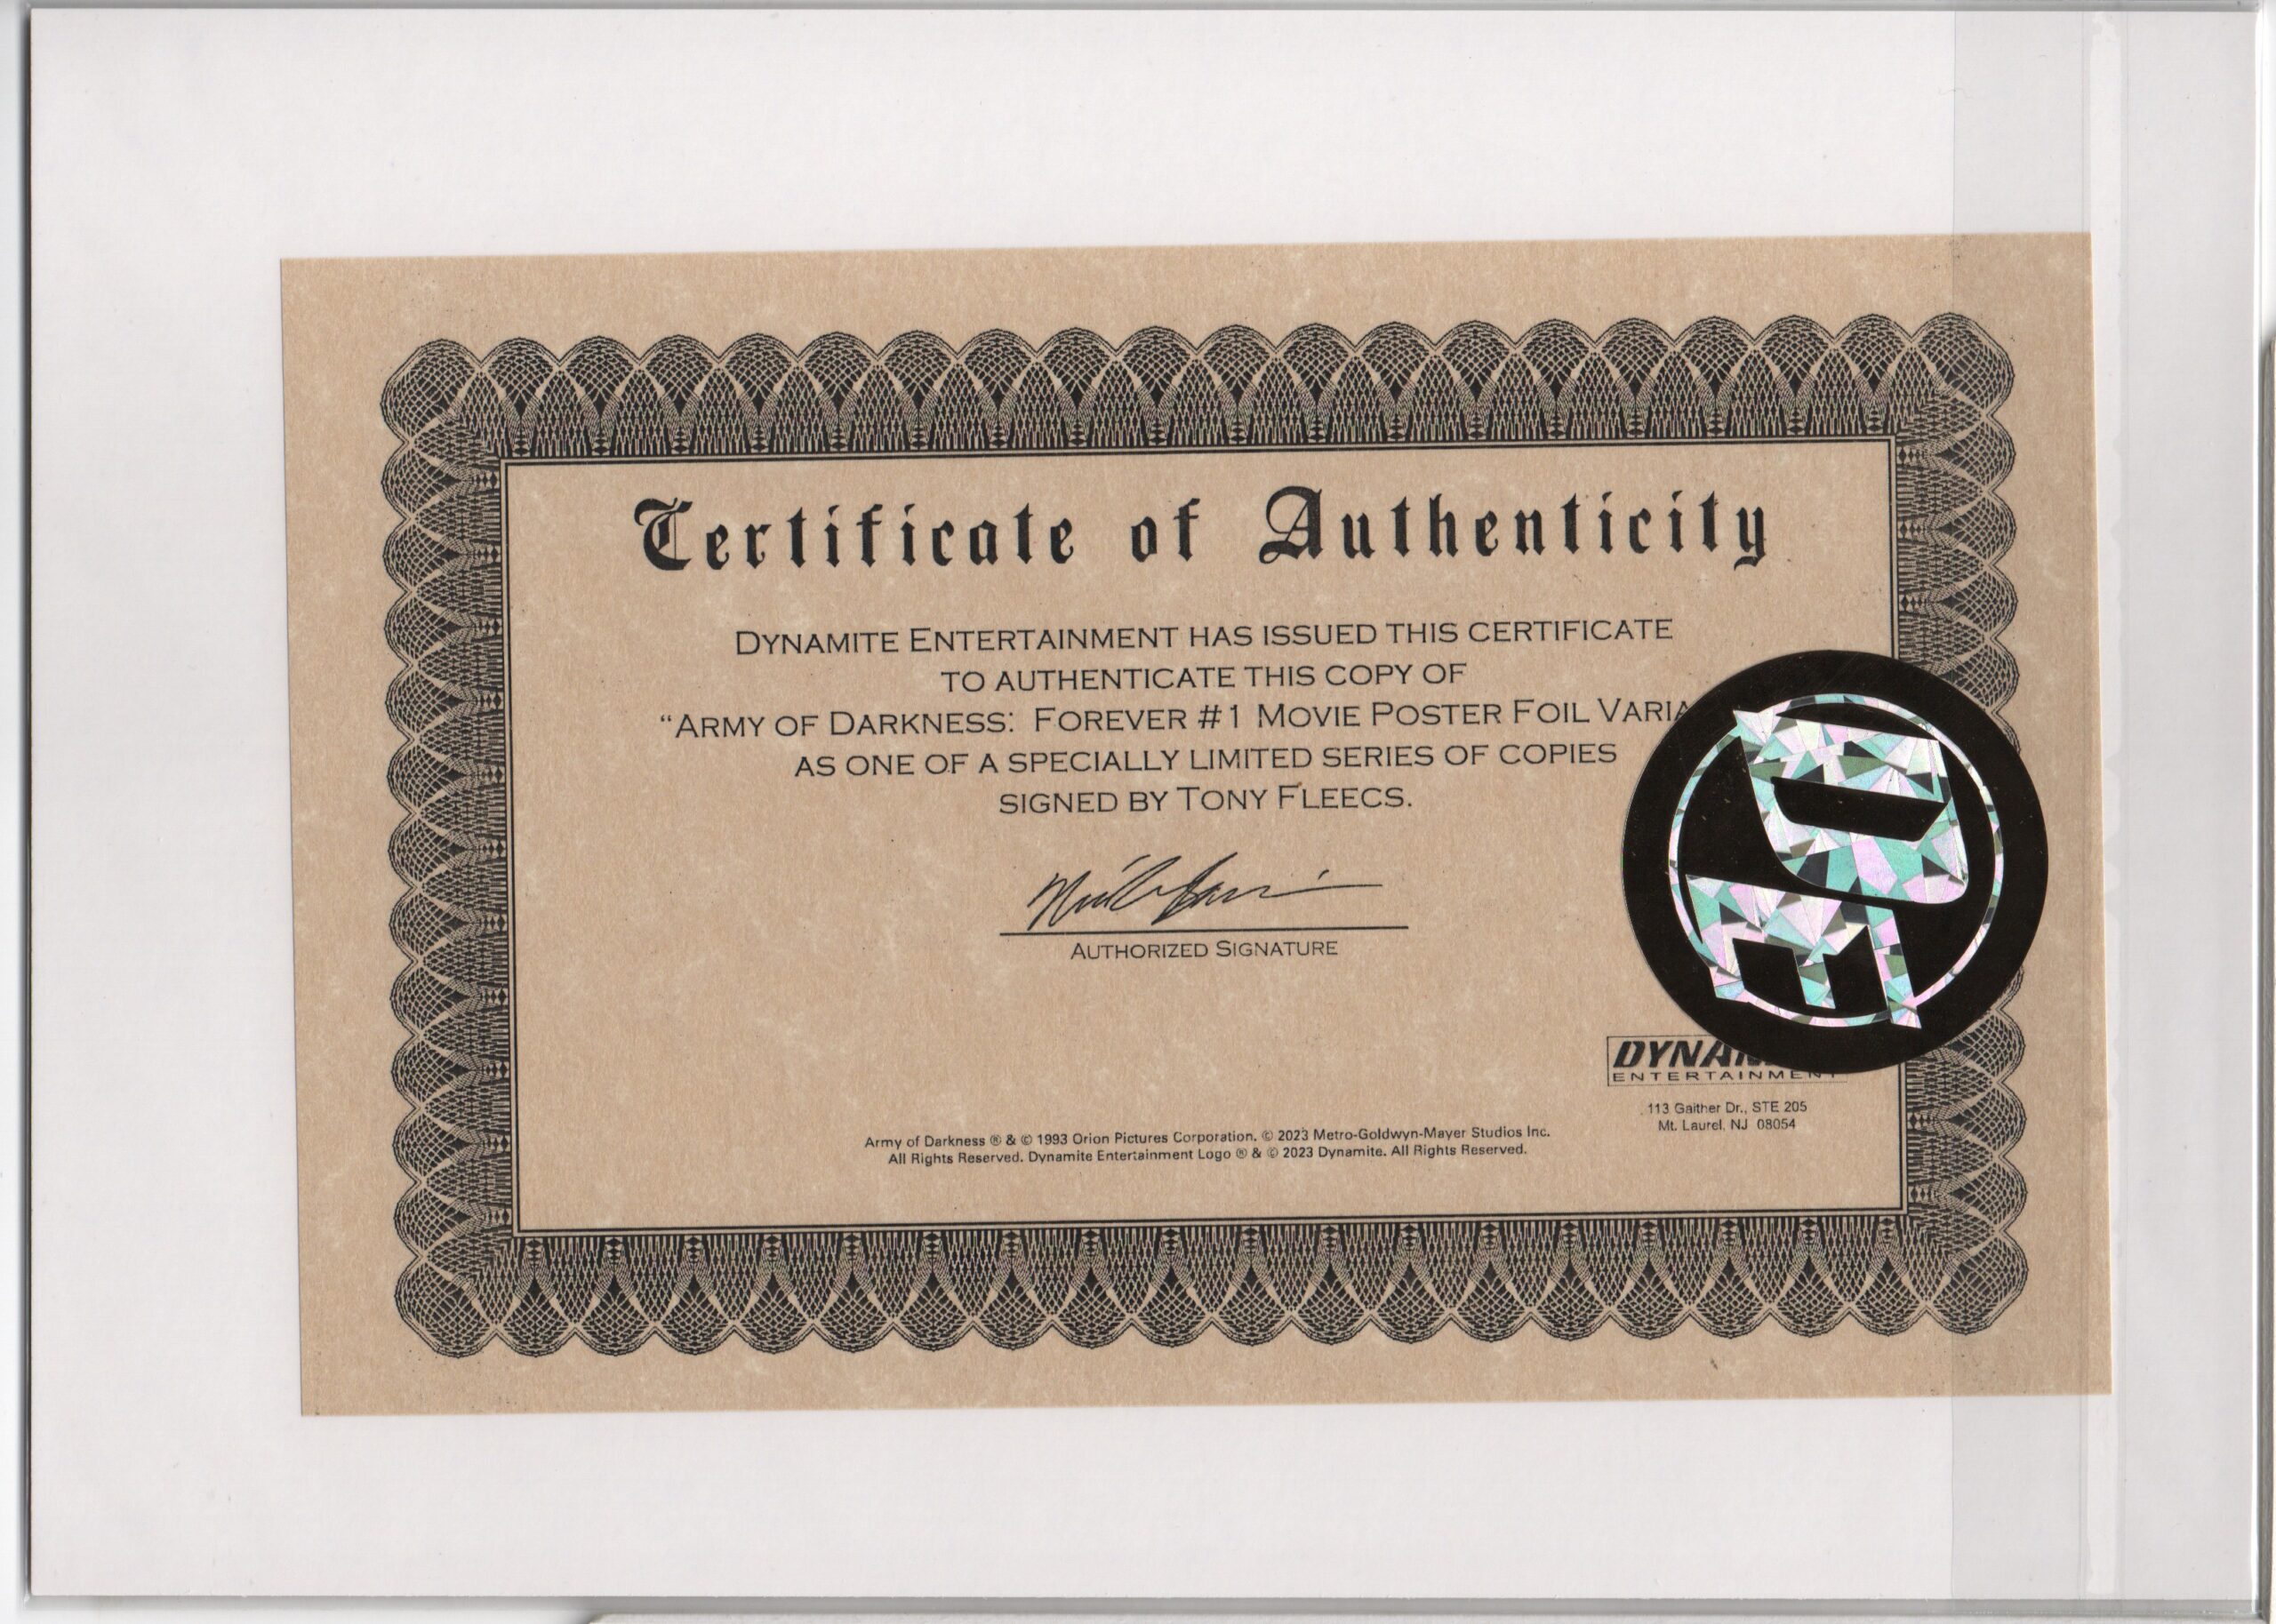 Certificate of Authenticity
DYNAMITE ENTERTAINMENT HAS ISSUED THIS CERTIFICATE
TO AUTHENTICATE THIS COPY OF
“ARMY OF DARKNESS: FOREVER #1 MOVIE POSTER FOIL VARIA
AS ONE OF A SPECIALLY LIMITED SERIES OF COPIES
SIGNED BY TONY FLEECS.
AUTHORIZED SIGNATURE
DYNAM
ENTERTAINMENT
113 Gaither Dr., STE 205
Mt. Laurel, NJ 08054
Army of Darkness ® & © 1993 Orion Pictures Corporation. © 2023 Metro-Goldwyn-Mayer Studios Inc.
All Rights Reserved. Dynamite Entertainment Logo ® & © 2023 Dynamite. All Rights Reserved.